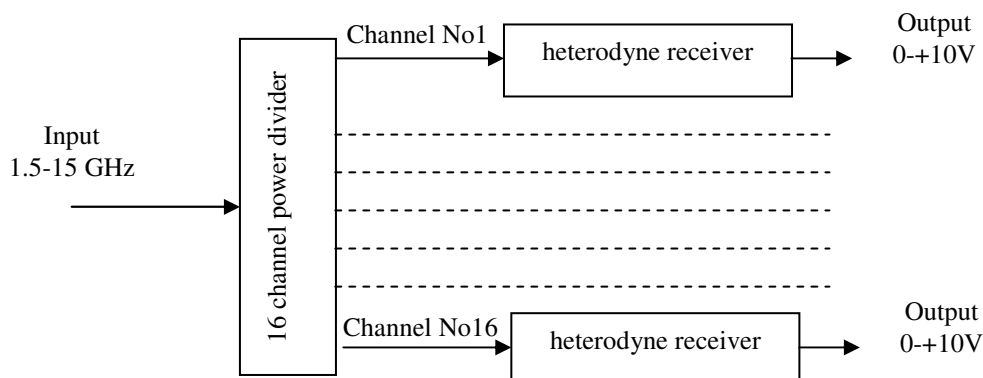 Channel No1
heterodyne receiver
Output
0-+10V
Input
1.5-15 GHz
16 channel power divider
Channel No16
heterodyne receiver
Output
0-+10V